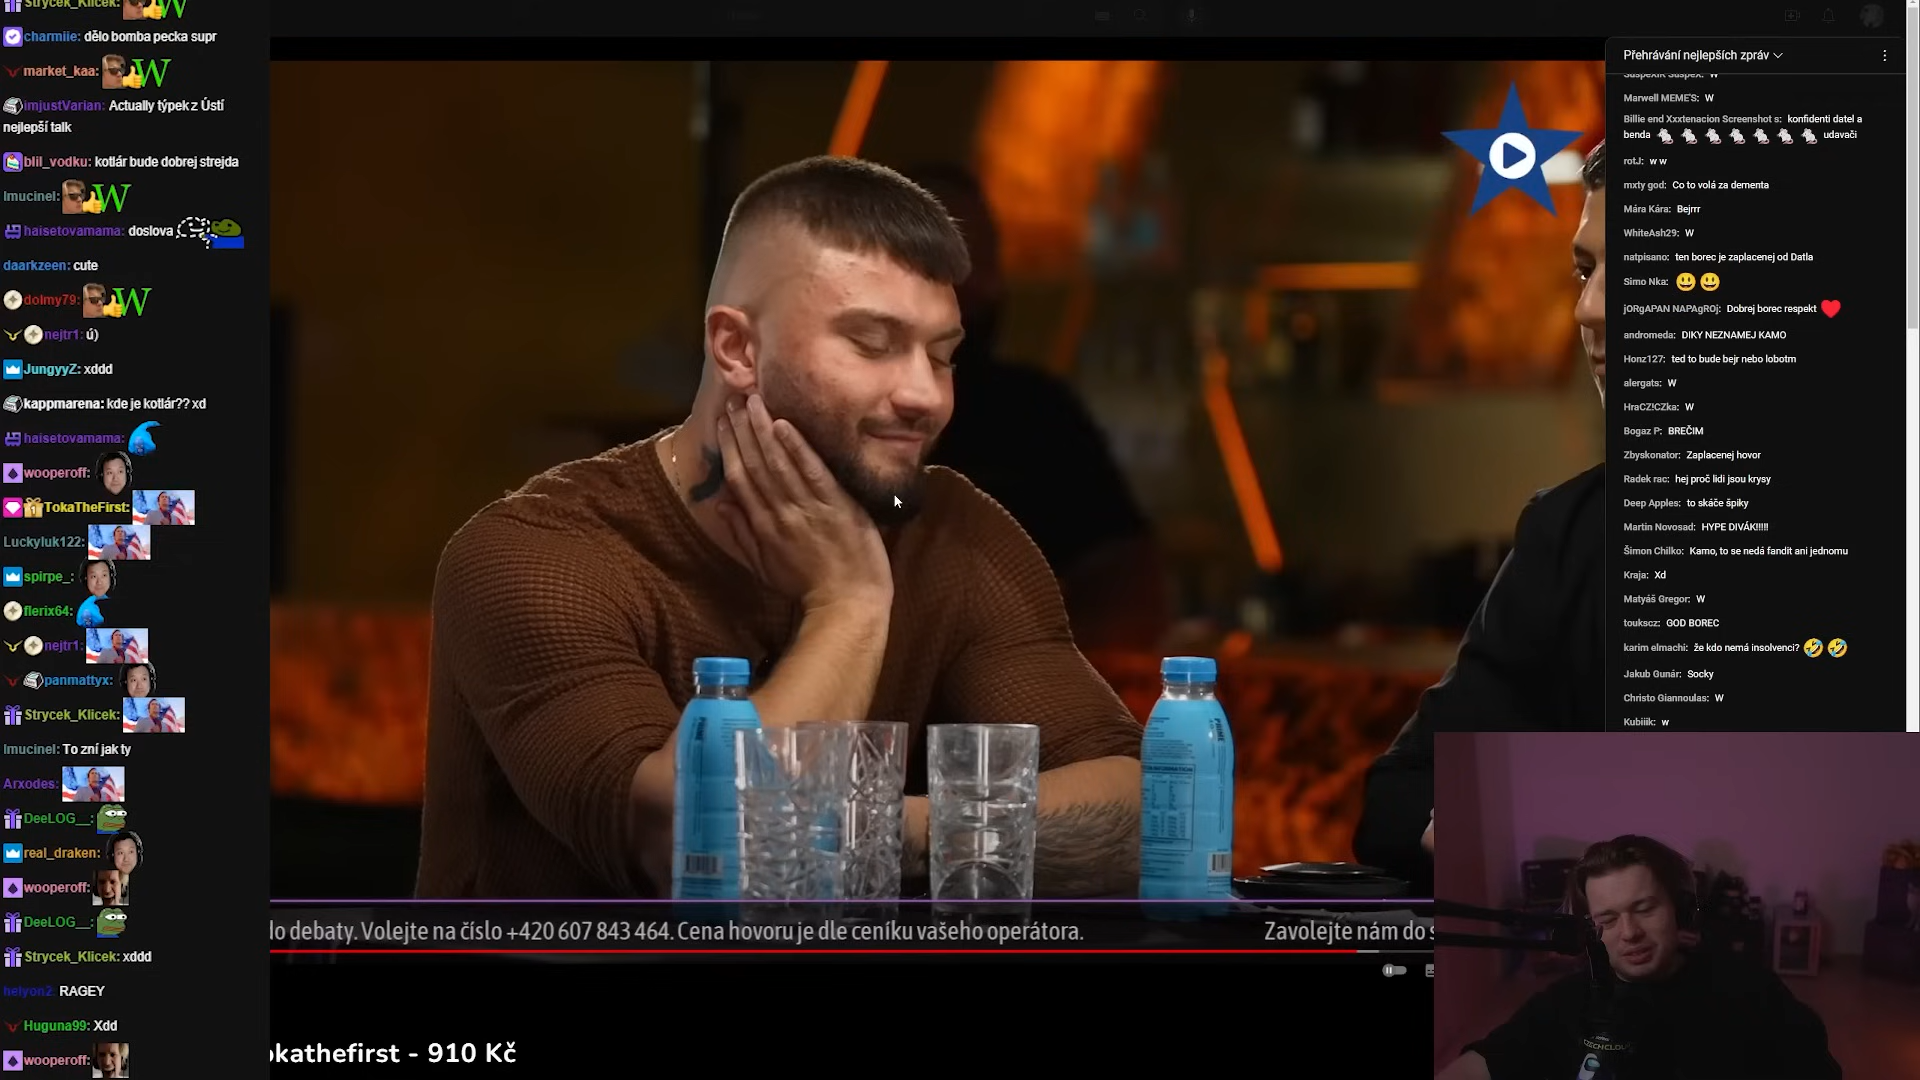 Strycek_Klicek: W
charmiie: dělo bomba pecka supr
market_kaa: W
imjustVarian: Actually týpek z Ústí
nejlepší talk
blil_vodku: kotlár bude dobrej strejda
Imucinel: W
haisetovamama: doslova
daarkzeen: cute
dolmy79: W
nejtr1: ú)
JungyyZ: xddd
kappmarena: kde je kotlár?? xd
haisetovamama:
wooperoff:
TokaTheFirst:
Luckyluk122:
spirpe_:
flerix64:
nejtr1:
panmattyx:
Strycek_Klicek:
Imucinel: To zní jak ty
Arxodes:
DeeLOG__:
real_draken:
wooperoff:
DeeLOG__:
Strycek_Klicek: xddd
helyon2: RAGEY
Huguna99: Xdd
wooperoff:
do debaty. Volejte na číslo +420 607 843 464. Cena hovoru je dle ceníku vašeho operátora.
Zavolejte nám do s
okathefirst - 910 Kč
PRIME
PRIME
Přehrávání nejlepších zpráv
Marwell MEME'S: W
Billie end Xxxtenacion Screenshot s: konfidenti datel a
benda udavači
rotJ: w w
mxty god: Co to volá za dementa
Mára Kára: Bejrrr
WhiteAsh29: W
natpisano: ten borec je zaplacenej od Datla
Simo Nka:
jORgAPAN NAPAgROj: Dobrej borec respekt
andromeda: DIKY NEZNAMEJ KAMO
Honz127: ted to bude bejr nebo lobotm
alergats: W
HraCZ!CZka: W
Bogaz P: BREČIM
Zbyskonator: Zaplacenej hovor
Radek rac: hej proč lidi jsou krysy
Deep Apples: to skáče špiky
Martin Novosad: HYPE DIVÁK!!!!!
Šimon Chilko: Kamo, to se nedá fandit ani jednomu
Kraja: Xd
Matyáš Gregor: W
toukscz: GOD BOREC
karim elmachi: že kdo nemá insolvenci?
Jakub Gunár: Socky
Christo Giannoulas: W
Kubiiik: w